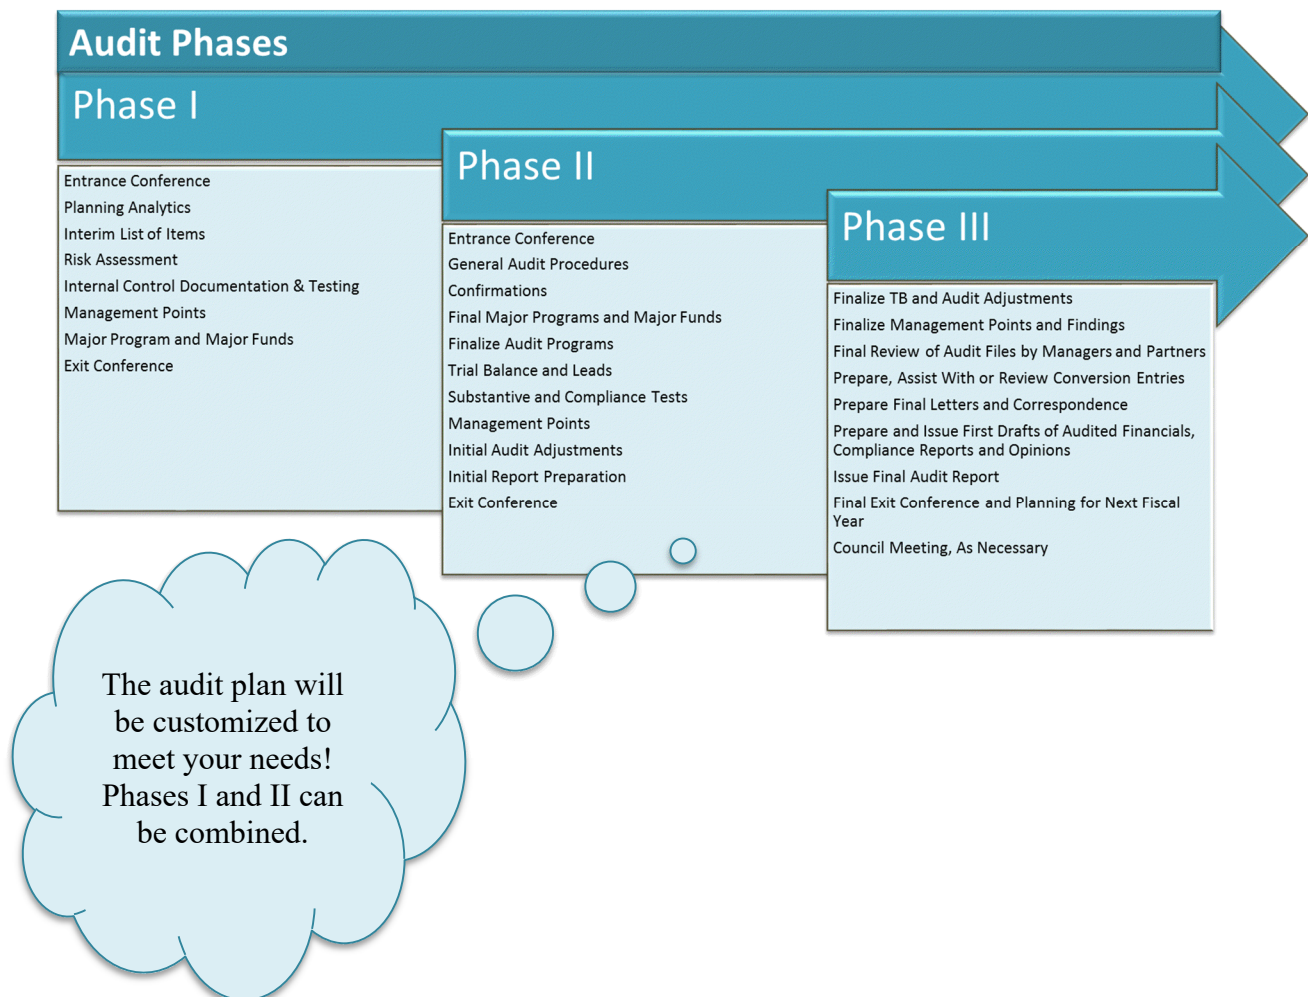 Audit Phases
Phase I
Entrance Conference
Planning Analytics
Interim List of Items
Risk Assessment
Internal Control Documentation & Testing
Management Points
Major Program and Major Funds
Exit Conference
Phase II
Entrance Conference
General Audit Procedures
Confirmations
Final Major Programs and Major Funds
Finalize Audit Programs
Trial Balance and Leads
Substantive and Compliance Tests
Management Points
Initial Audit Adjustments
Initial Report Preparation
Exit Conference
Phase III
Finalize TB and Audit Adjustments
Finalize Management Points and Findings
Final Review of Audit Files by Managers and Partners
Prepare, Assist With or Review Conversion Entries
Prepare Final Letters and Correspondence
Prepare and Issue First Drafts of Audited Financials,
Compliance Reports and Opinions
Issue Final Audit Report
Final Exit Conference and Planning for Next Fiscal
Year
Council Meeting, As Necessary
The audit plan will
be customized to
meet your needs!
Phases I and II can
be combined.